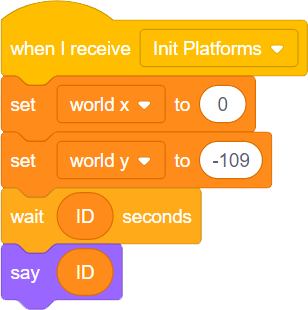 when I receive Init Platforms
set world x to 0
set world y to -109
wait ID seconds
say ID